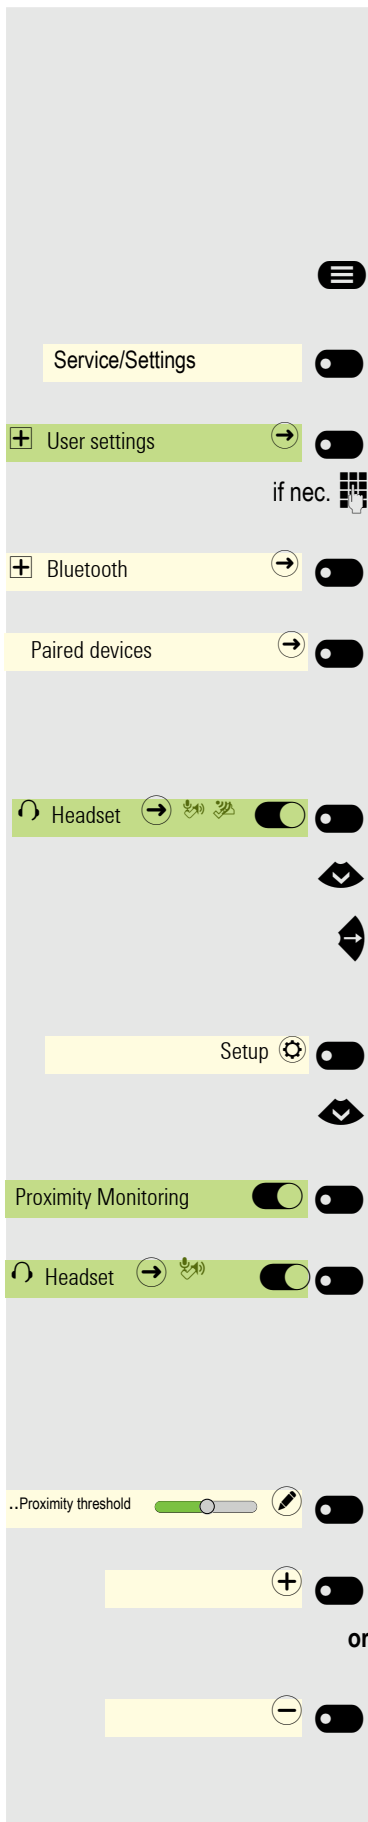 Service/Settings
User settings
if nec.
Bluetooth
Paired devices
Headset
Setup
Proximity Monitoring
Headset
..Proximity threshold
or